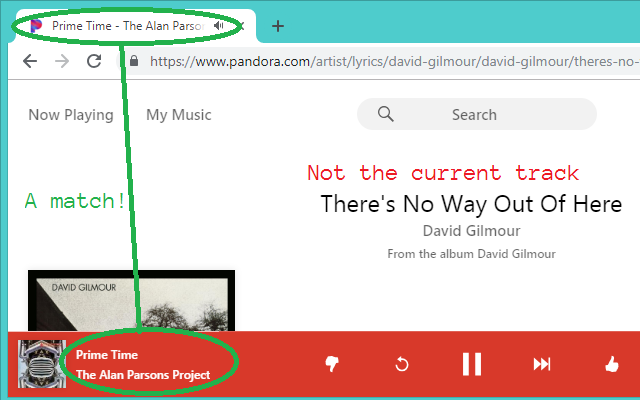 Prime Time - The Alan Parson
https://www.pandora.com/artist/lyrics/david-gilmour/david-gilmour/theres-no-
Now Playing
My Music
Search
Not the current track
A match!
There's No Way Out Of Here
David Gilmour
From the album David Gilmour
DAVID GILMOUR
Prime Time
The Alan Parsons Project